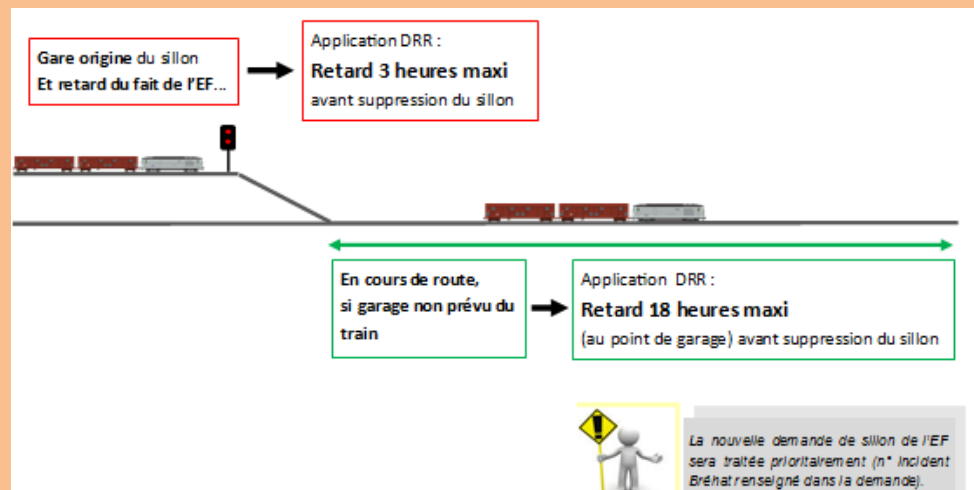 Gare origine du sillon
Et retard du fait de l'EF...
Application DRR :
Retard 3 heures maxi
avant suppression du sillon
En cours de route,
si garage non prévu du
train
Application DRR :
Retard 18 heures maxi
(au point de garage) avant suppression du sillon
La nouvelle demande de sillon de l'EF
sera traitée prioritairement (n° incident
Bréhat renseigné dans la demande).